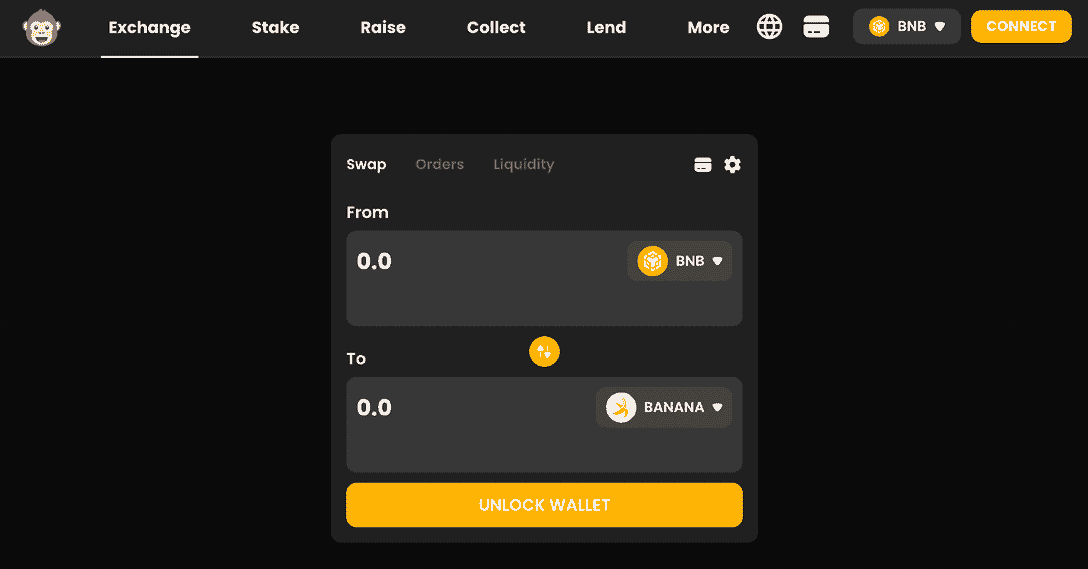 Exchange Stake Raise Collect Lend More BNB CONNECT
Swap Orders Liquidity
From
0.0 BNB
To
0.0 BANANA
UNLOCK WALLET